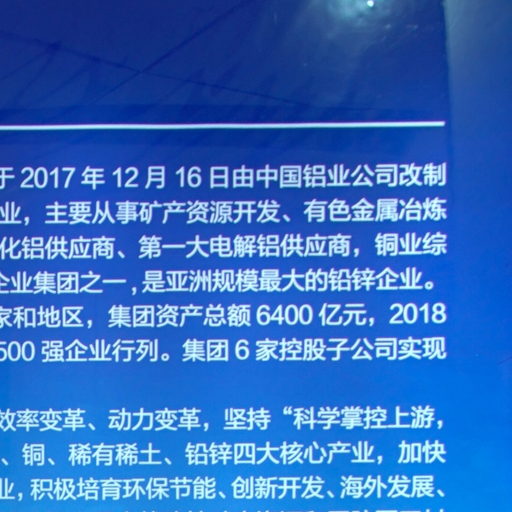 于 2017 年 12 月 16 日由中国铝业公司改制
业，主要从事矿产资源开发、有色金属冶炼
化铝供应商、第一大电解铝供应商，铜业综
企业集团之一，是亚洲规模最大的铅锌企业。
家和地区，集团资产总额 6400 亿元，2018
500 强企业行列。集团 6 家控股子公司实现
效率变革、动力变革，坚持“科学掌控上游，
、铜、稀有稀土、铅锌四大核心产业，加快
业，积极培育环保节能、创新开发、海外发展、